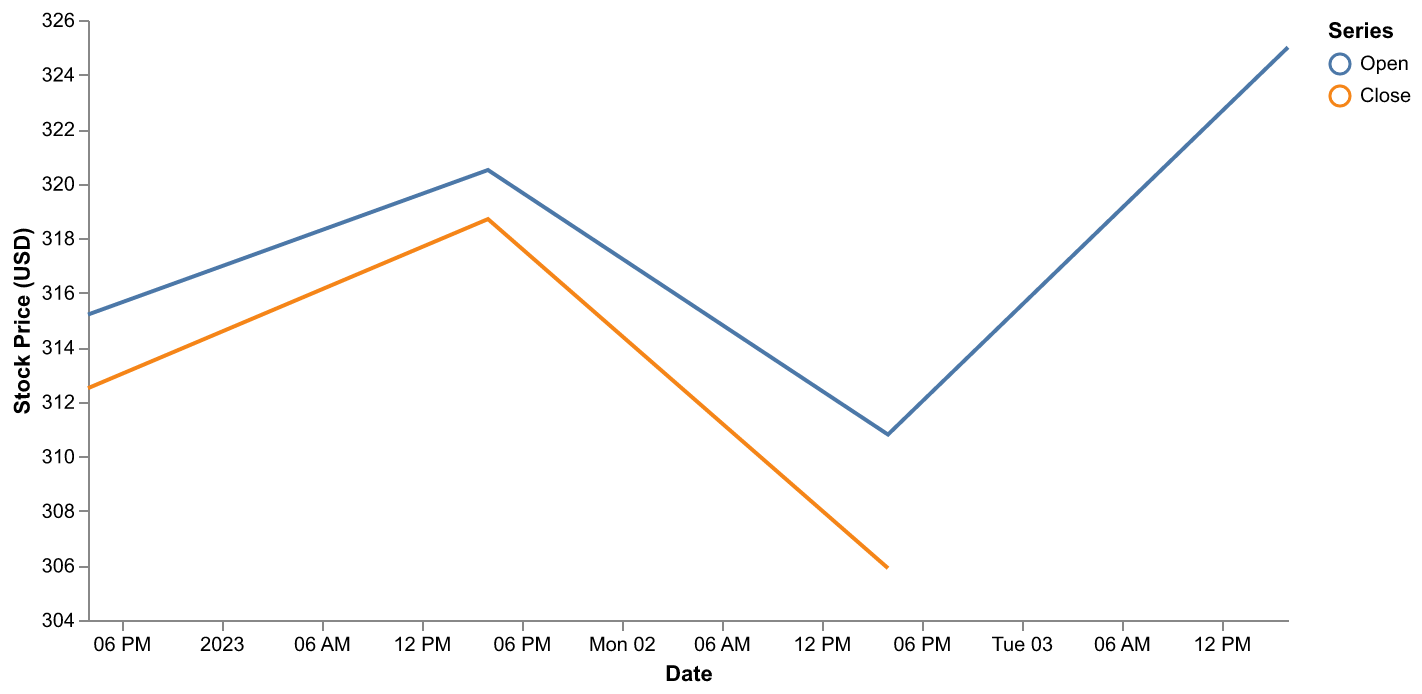 Series
Open
Close
Stock Price (USD)
326
324
322
320
318
316
314
312
310
308
306
304
06 PM 2023 06 AM 12 PM 06 PM Mon 02 06 AM 12 PM 06 PM Tue 03 06 AM 12 PM
Date